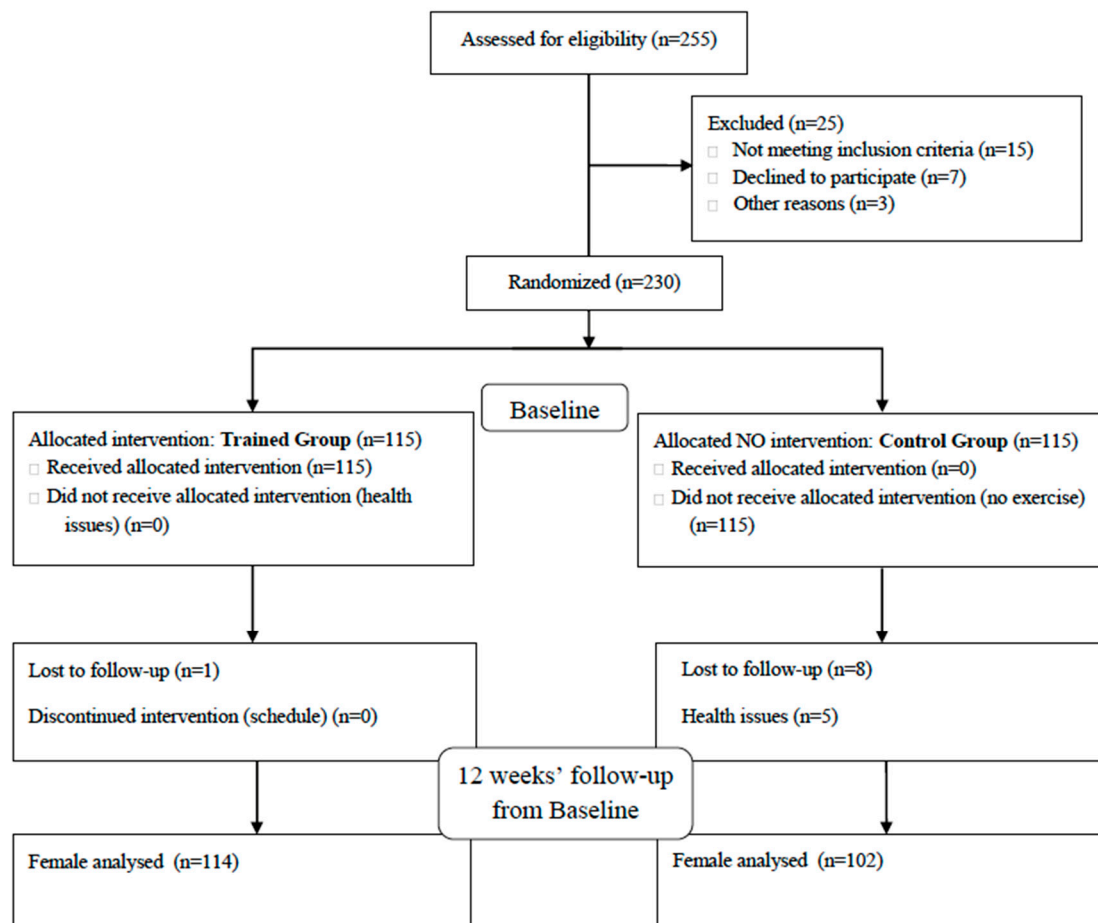 Assessed for eligibility (n=255)
Excluded (n=25)
Not meeting inclusion criteria (n=15)
Declined to participate (n=7)
Other reasons (n=3)
Randomized (n=230)
Baseline
Allocated intervention: Trained Group (n=115)
Received allocated intervention (n=115)
Did not receive allocated intervention (health
issues) (n=0)
Allocated NO intervention: Control Group (n=115)
Received allocated intervention (n=0)
Did not receive allocated intervention (no exercise)
(n=115)
Lost to follow-up (n=1)
Discontinued intervention (schedule) (n=0)
Lost to follow-up (n=8)
Health issues (n=5)
12 weeks’ follow-up
from Baseline
Female analysed (n=114)
Female analysed (n=102)